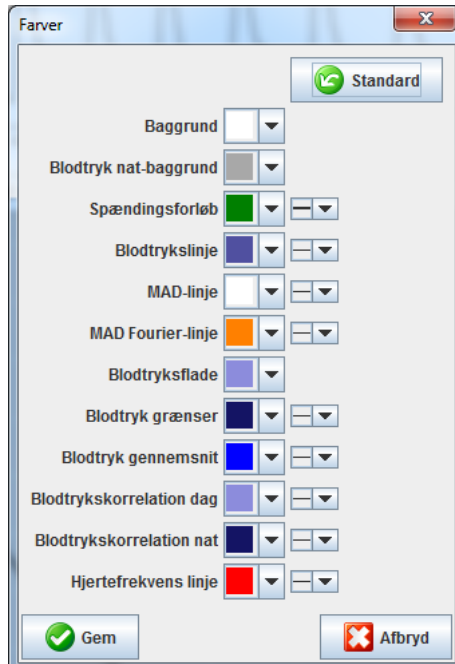 Farver
Standard
Baggrund
Blodtryk nat-baggrund
Spændingsforløb
Blodtrykslinje
MAD-linje
MAD Fourier-linje
Blodtryksflade
Blodtryk grænser
Blodtryk gennemsnit
Blodtrykskorrelation dag
Blodtrykskorrelation nat
Hjertefrekvens linje
Gem
Afbryd